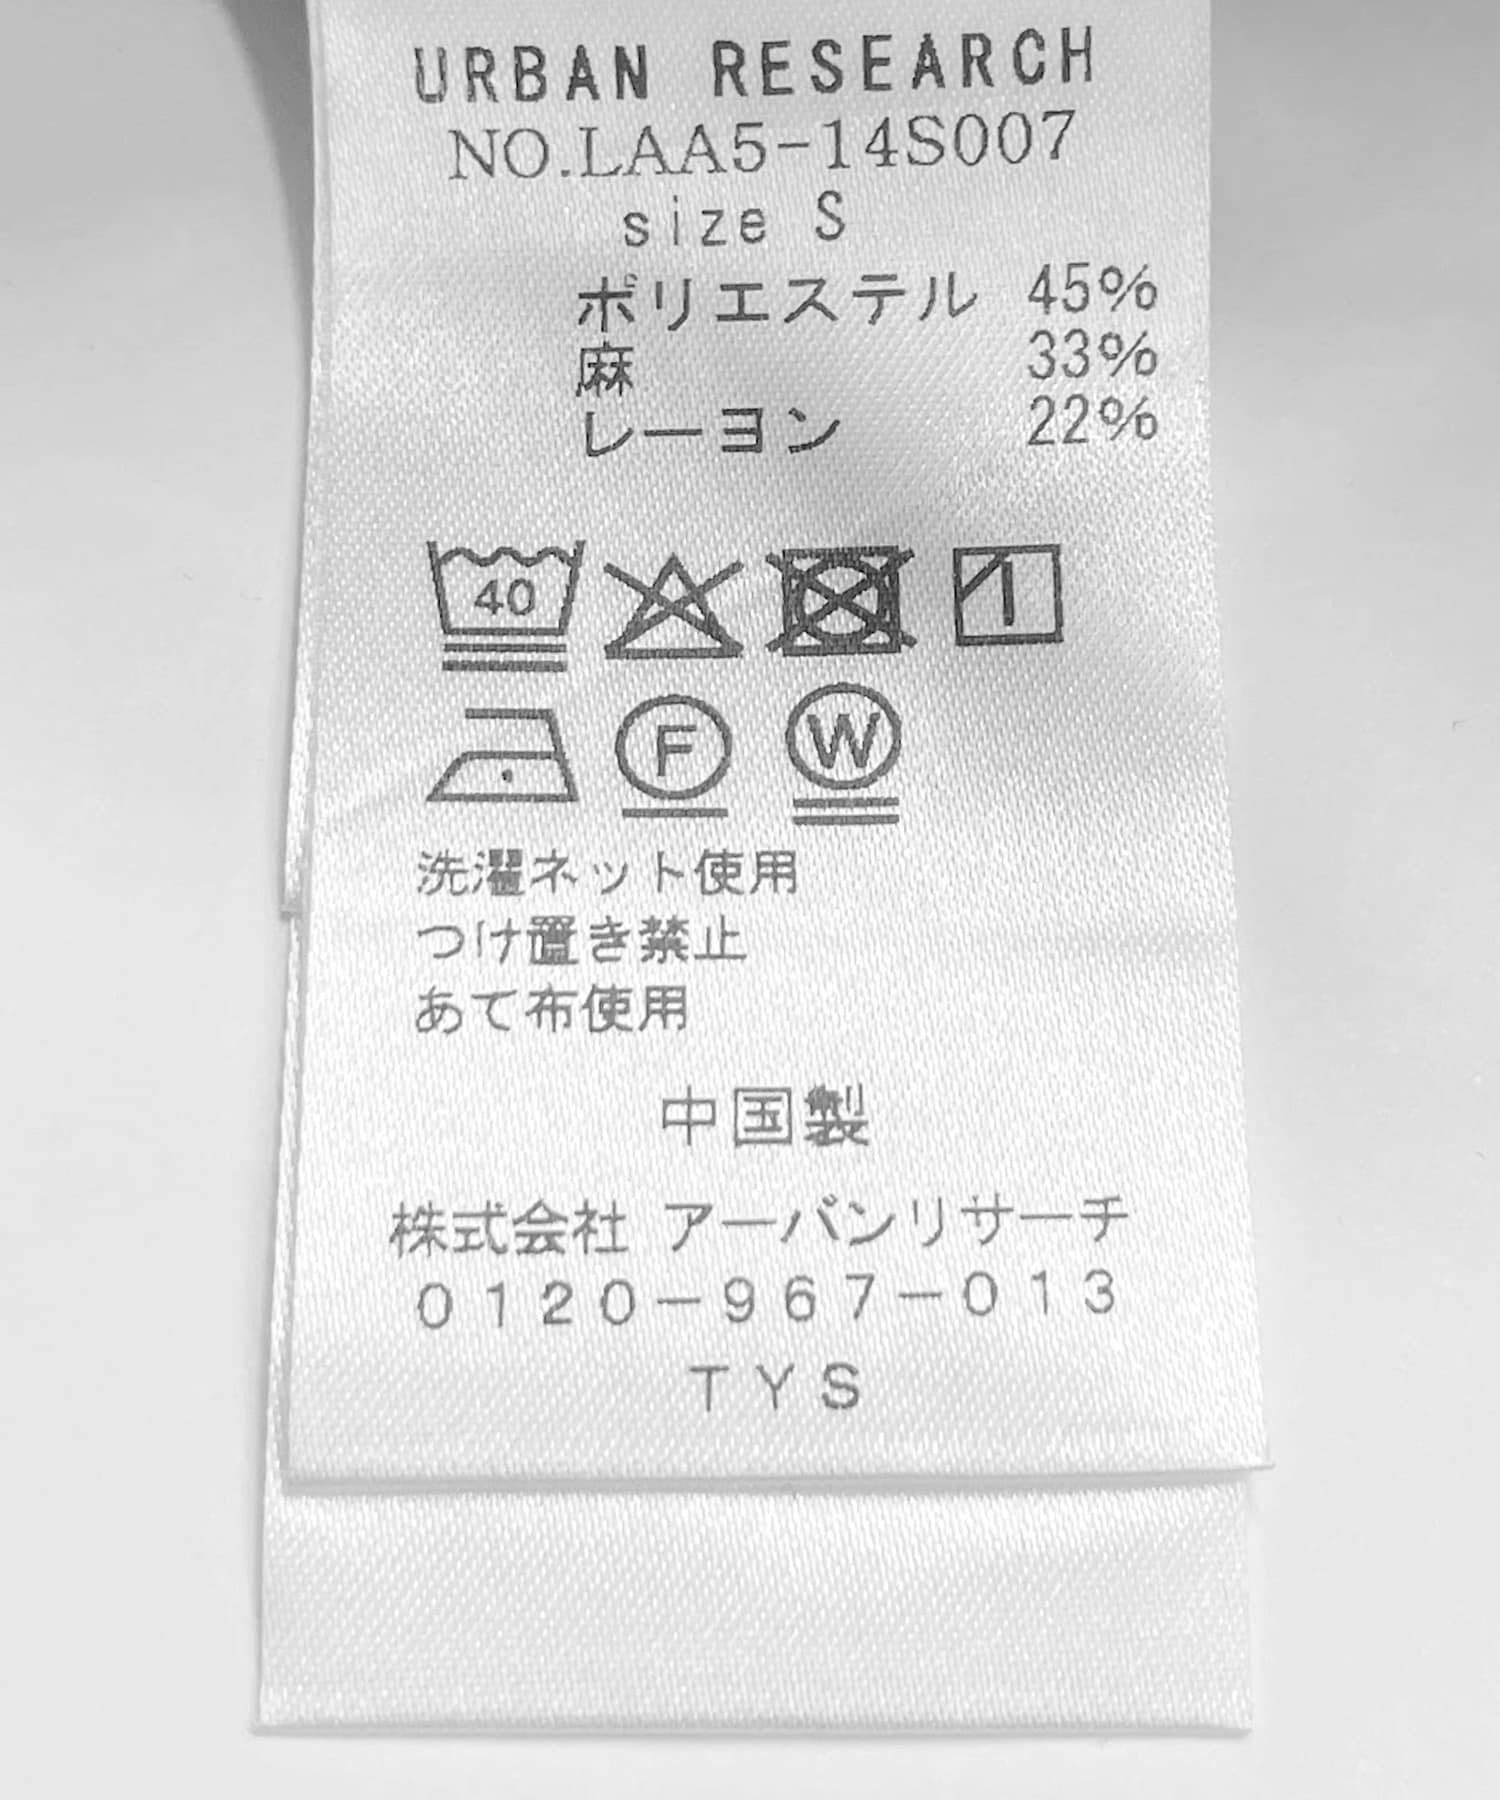 URBAN RESEARCH
NO.LAA5-14S007
size S
ポリエステル 45%
麻 33%
レーヨン 22%
40
F W
洗濯ネット使用
つけ置き禁止
あて布使用
中国製
株式会社 アーバンリサーチ
0120-967-013
TYS